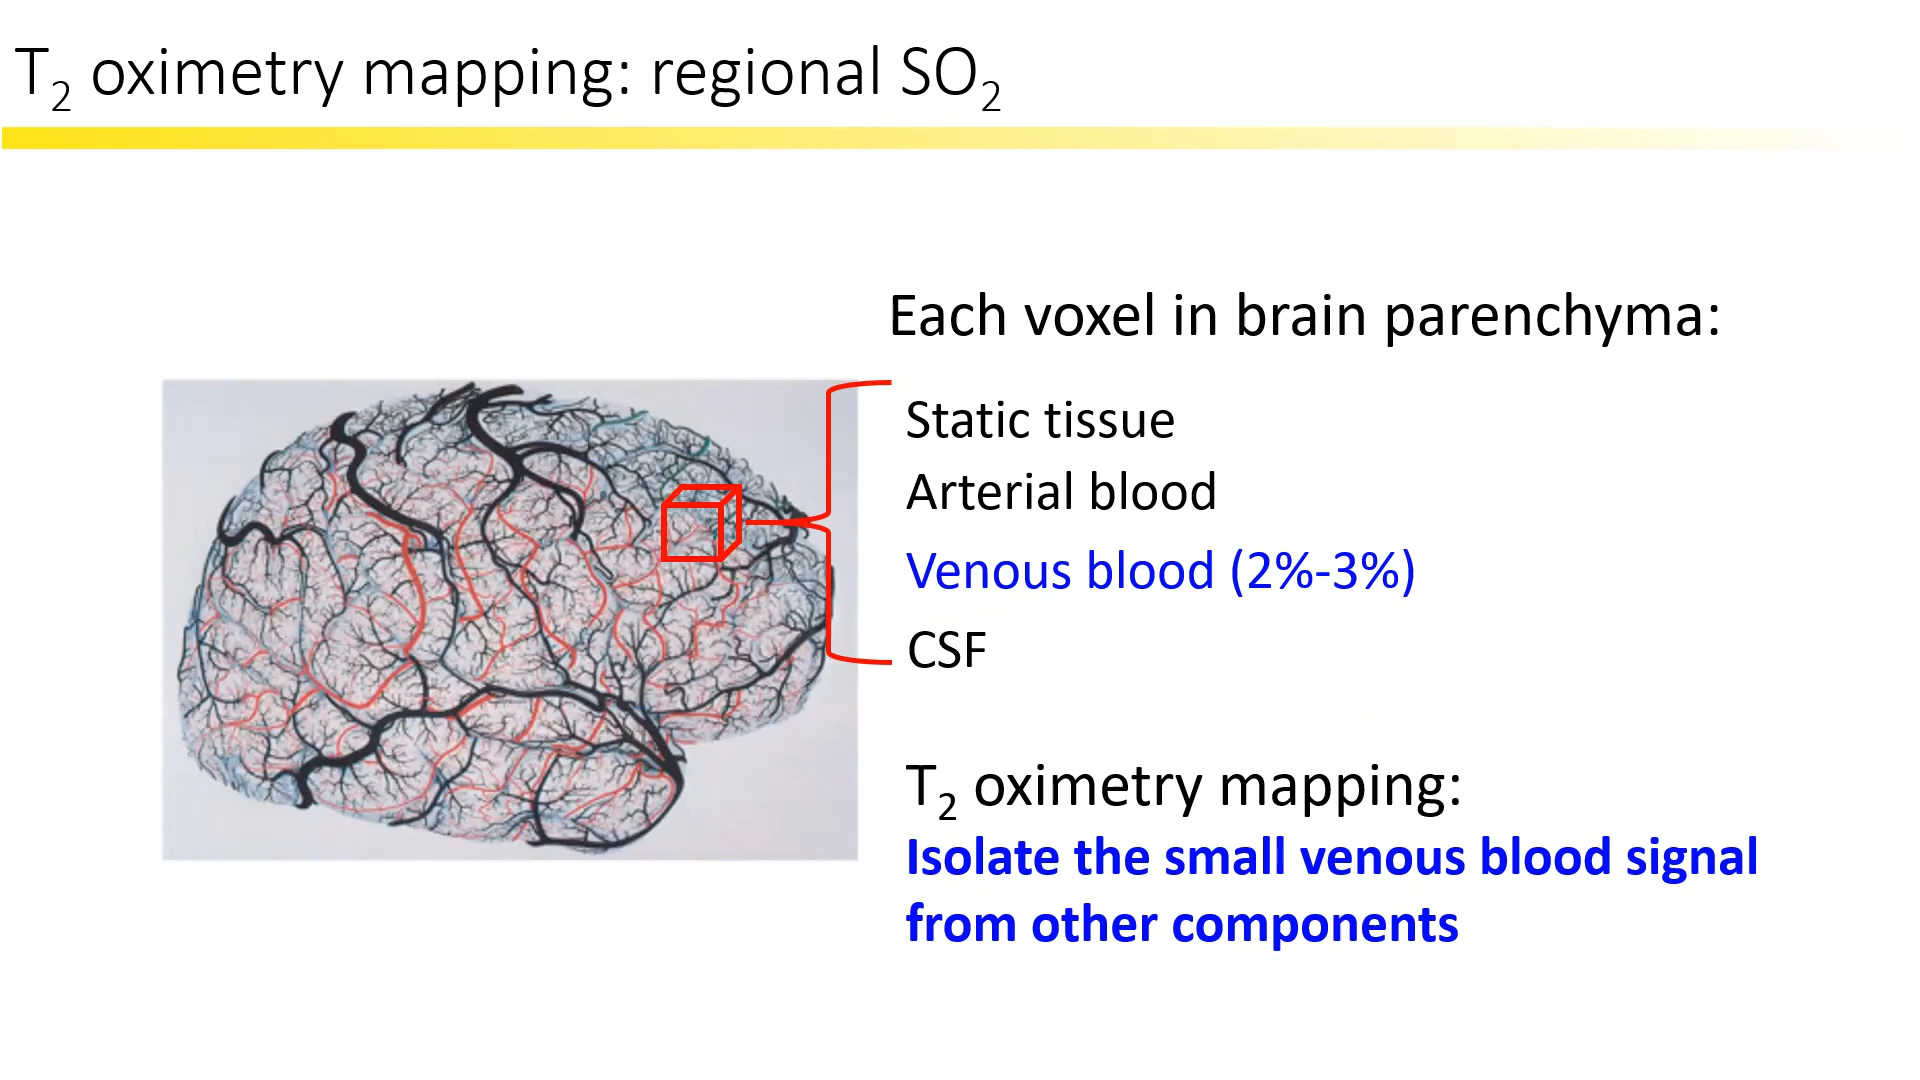 T₂ oximetry mapping: regional SO₂
Each voxel in brain parenchyma:
Static tissue
Arterial blood
Venous blood (2%-3%)
CSF
T₂ oximetry mapping:
Isolate the small venous blood signal
from other components